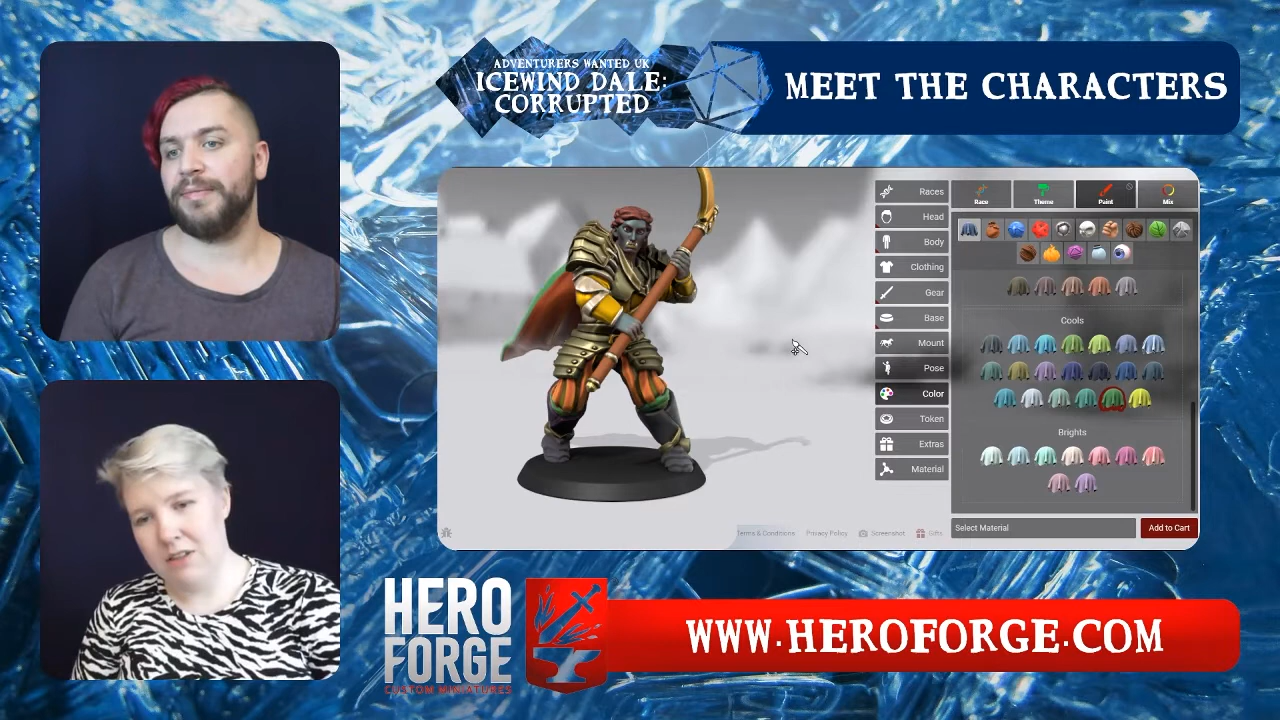 ADVENTURERS WANTED UK
ICEWIND DALE:
CORRUPTED
MEET THE CHARACTERS
Races
Head
Body
Clothing
Gear
Base
Mount
Pose
Color
Token
Extras
Material
Race
Theme
Paint
Mix
Cools
Brights
Select Material
Add to Cart
Terms & Conditions
Privacy Policy
Screenshot
Gifts
HERO
FORGE
CUSTOM MINIATURES
WWW.HEROFORGE.COM